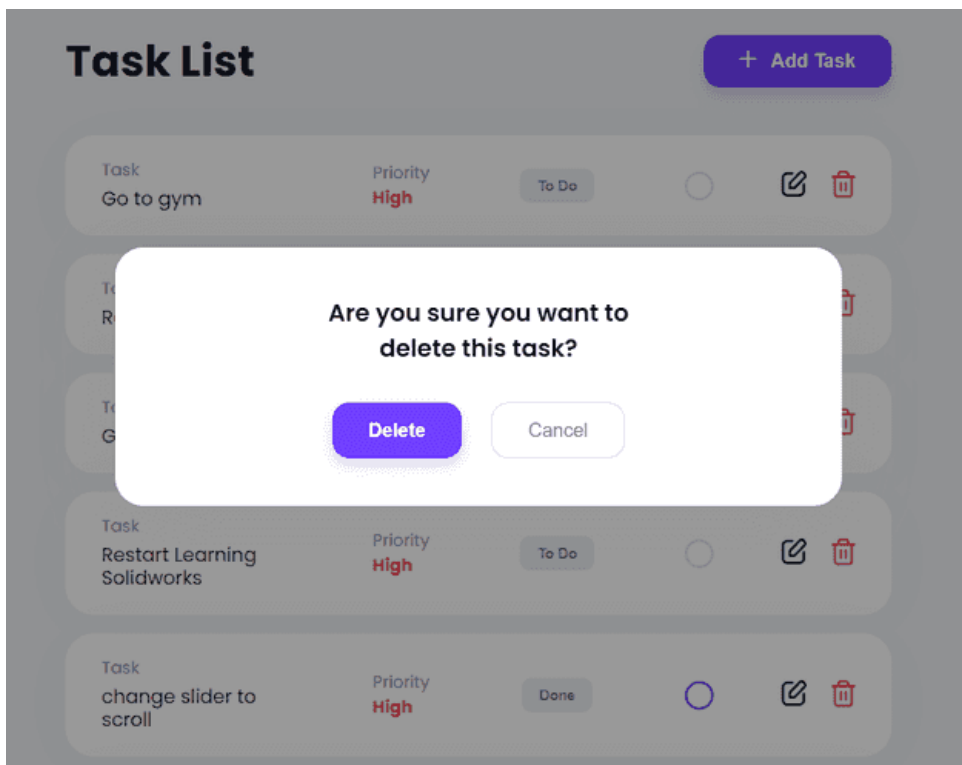 Task List
+ Add Task
Task
Go to gym
Priority
High
To Do
Are you sure you want to
delete this task?
Delete
Cancel
Task
Restart Learning
Solidworks
Priority
High
To Do
Task
change slider to
scroll
Priority
High
Done